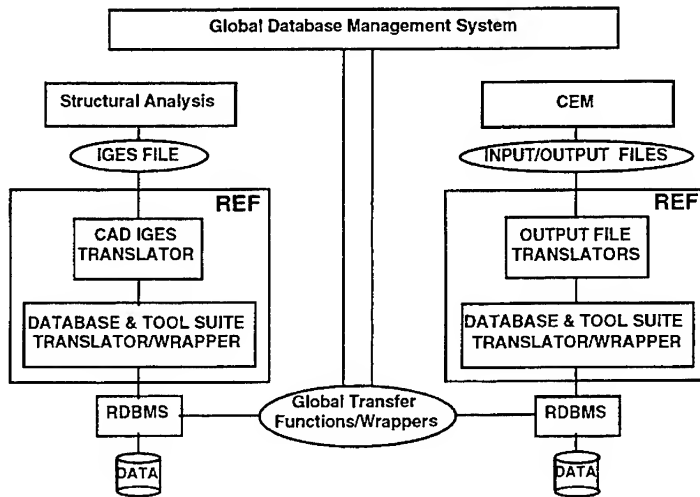 Global Database Management System
Structural Analysis
CEM
IGES FILE
INPUT/OUTPUT FILES
REF
REF
CAD IGES
TRANSLATOR
OUTPUT FILE
TRANSLATORS
DATABASE & TOOL SUITE
TRANSLATOR/WRAPPER
DATABASE & TOOL SUITE
TRANSLATOR/WRAPPER
RDBMS
Global Transfer
Functions/Wrappers
RDBMS
DATA
DATA